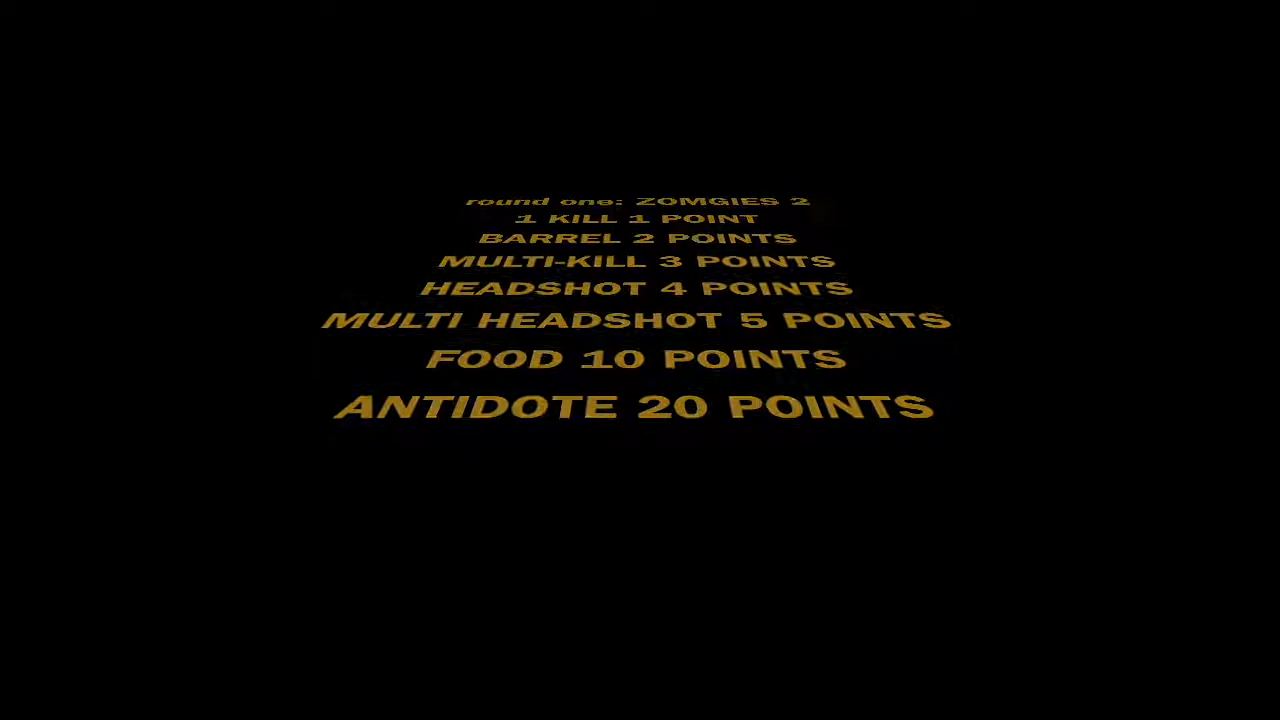 round one: ZOMGIES 2
1 KILL 1 POINT
BARREL 2 POINTS
MULTI-KILL 3 POINTS
HEADSHOT 4 POINTS
MULTI HEADSHOT 5 POINTS
FOOD 10 POINTS
ANTIDOTE 20 POINTS